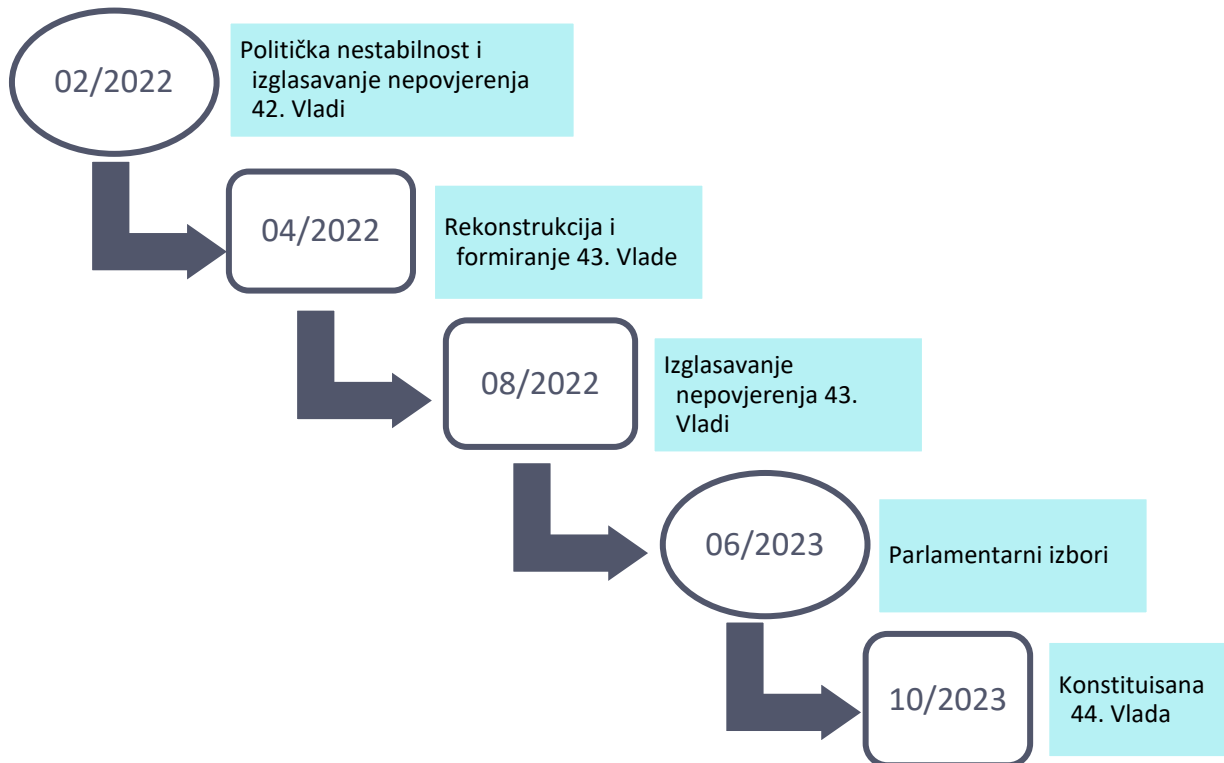 02/2022
Politička nestabilnost i
izglasavanje nepovjerenja
42. Vladi
04/2022
Rekonstrukcija i
formiranje 43. Vlade
08/2022
Izglasavanje
nepovjerenja 43.
Vladi
06/2023
Parlamentarni izbori
10/2023
Konstituisana
44. Vlada